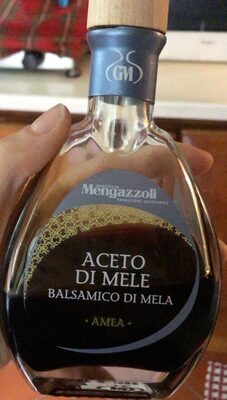 GM
Mengazzoli
ACETO
DI MELE
BALSAMICO DI MELA
· AMEA ·